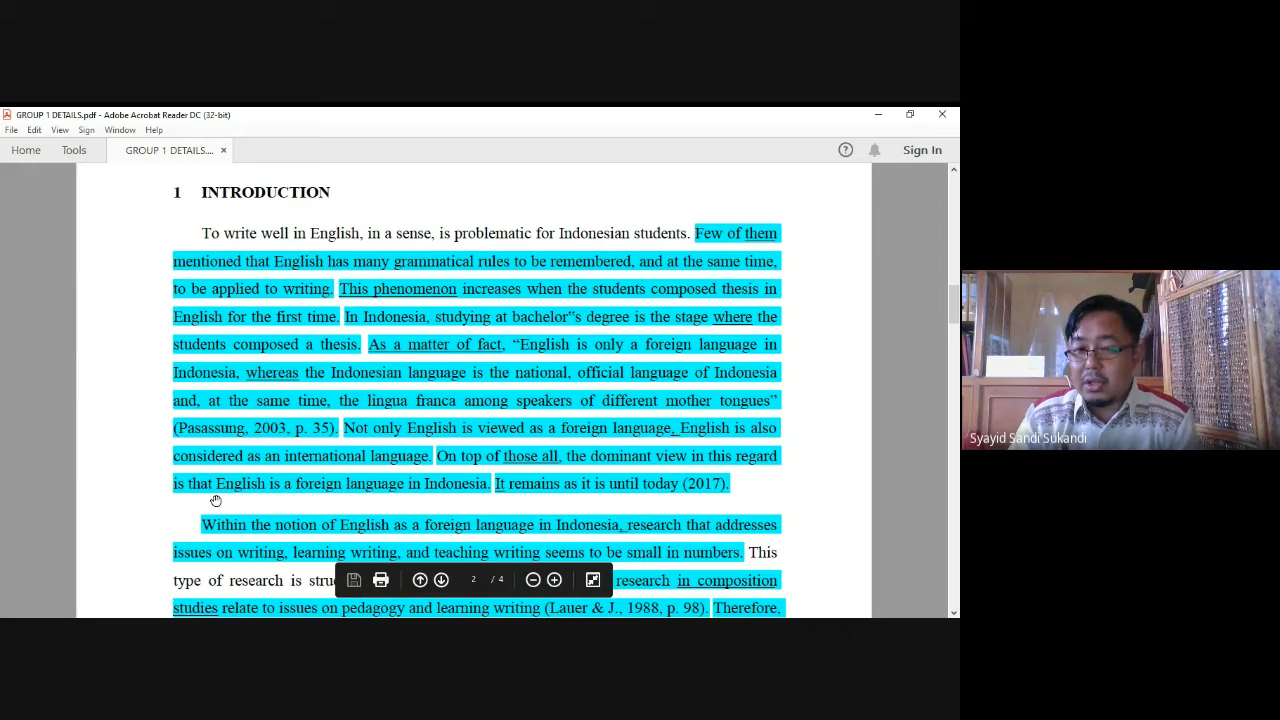 GROUP 1 DETAILS.pdf - Adobe Acrobat Reader DC (32-bit)
File Edit View Sign Window Help
Home Tools GROUP 1 DETAILS.... × Sign In
1 INTRODUCTION
To write well in English, in a sense, is problematic for Indonesian students. Few of them
mentioned that English has many grammatical rules to be remembered, and at the same time,
to be applied to writing. This phenomenon increases when the students composed thesis in
English for the first time. In Indonesia, studying at bachelor‟s degree is the stage where the
students composed a thesis. As a matter of fact, “English is only a foreign language in
Indonesia, whereas the Indonesian language is the national, official language of Indonesia
and, at the same time, the lingua franca among speakers of different mother tongues”
(Pasassung, 2003, p. 35). Not only English is viewed as a foreign language, English is also
considered as an international language. On top of those all, the dominant view in this regard
is that English is a foreign language in Indonesia. It remains as it is until today (2017).
Within the notion of English as a foreign language in Indonesia, research that addresses
issues on writing, learning writing, and teaching writing seems to be small in numbers. This
type of research is research in composition
studies relate to issues on pedagogy and learning writing (Lauer & J., 1988, p. 98). Therefore,
2 / 4
Syayid Sandi Sukandi